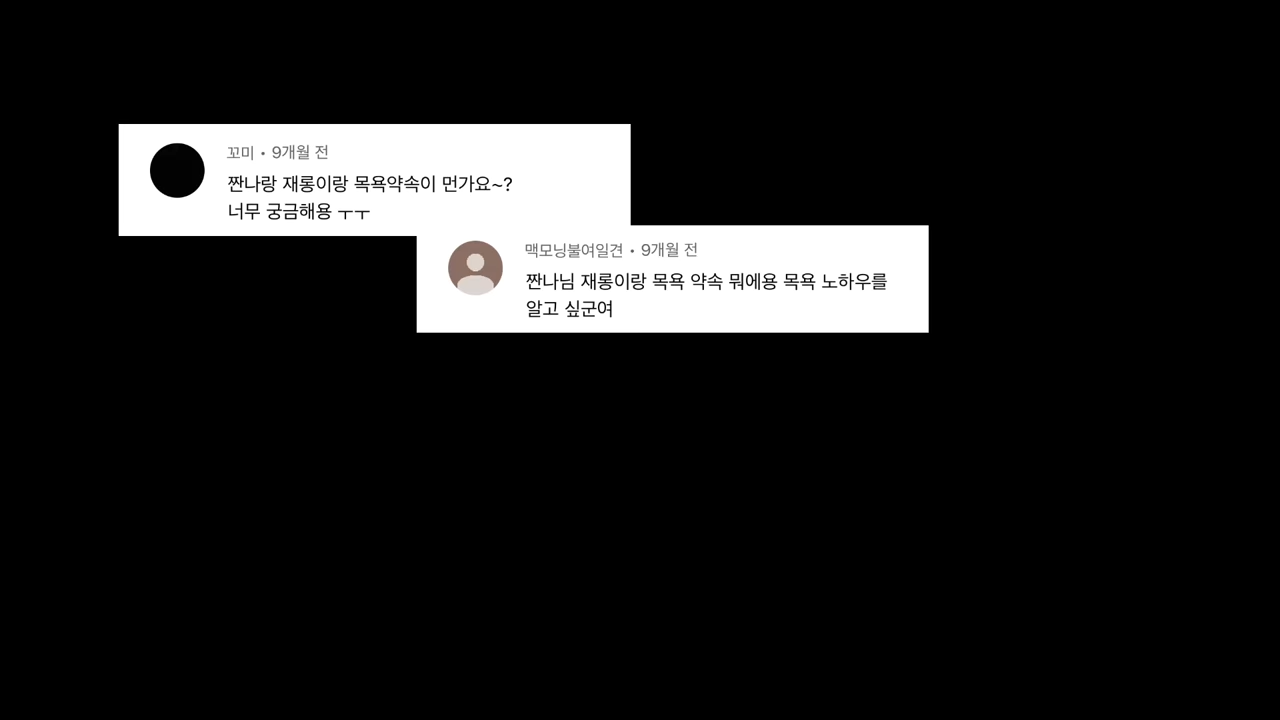 꼬미 • 9개월 전
짠나랑 재롱이랑 목욕약속이 먼가요~?
너무 궁금해용 ㅜㅜ
맥모닝불여일견 • 9개월 전
짠나님 재롱이랑 목욕 약속 뭐에용 목욕 노하우를
알고 싶군여